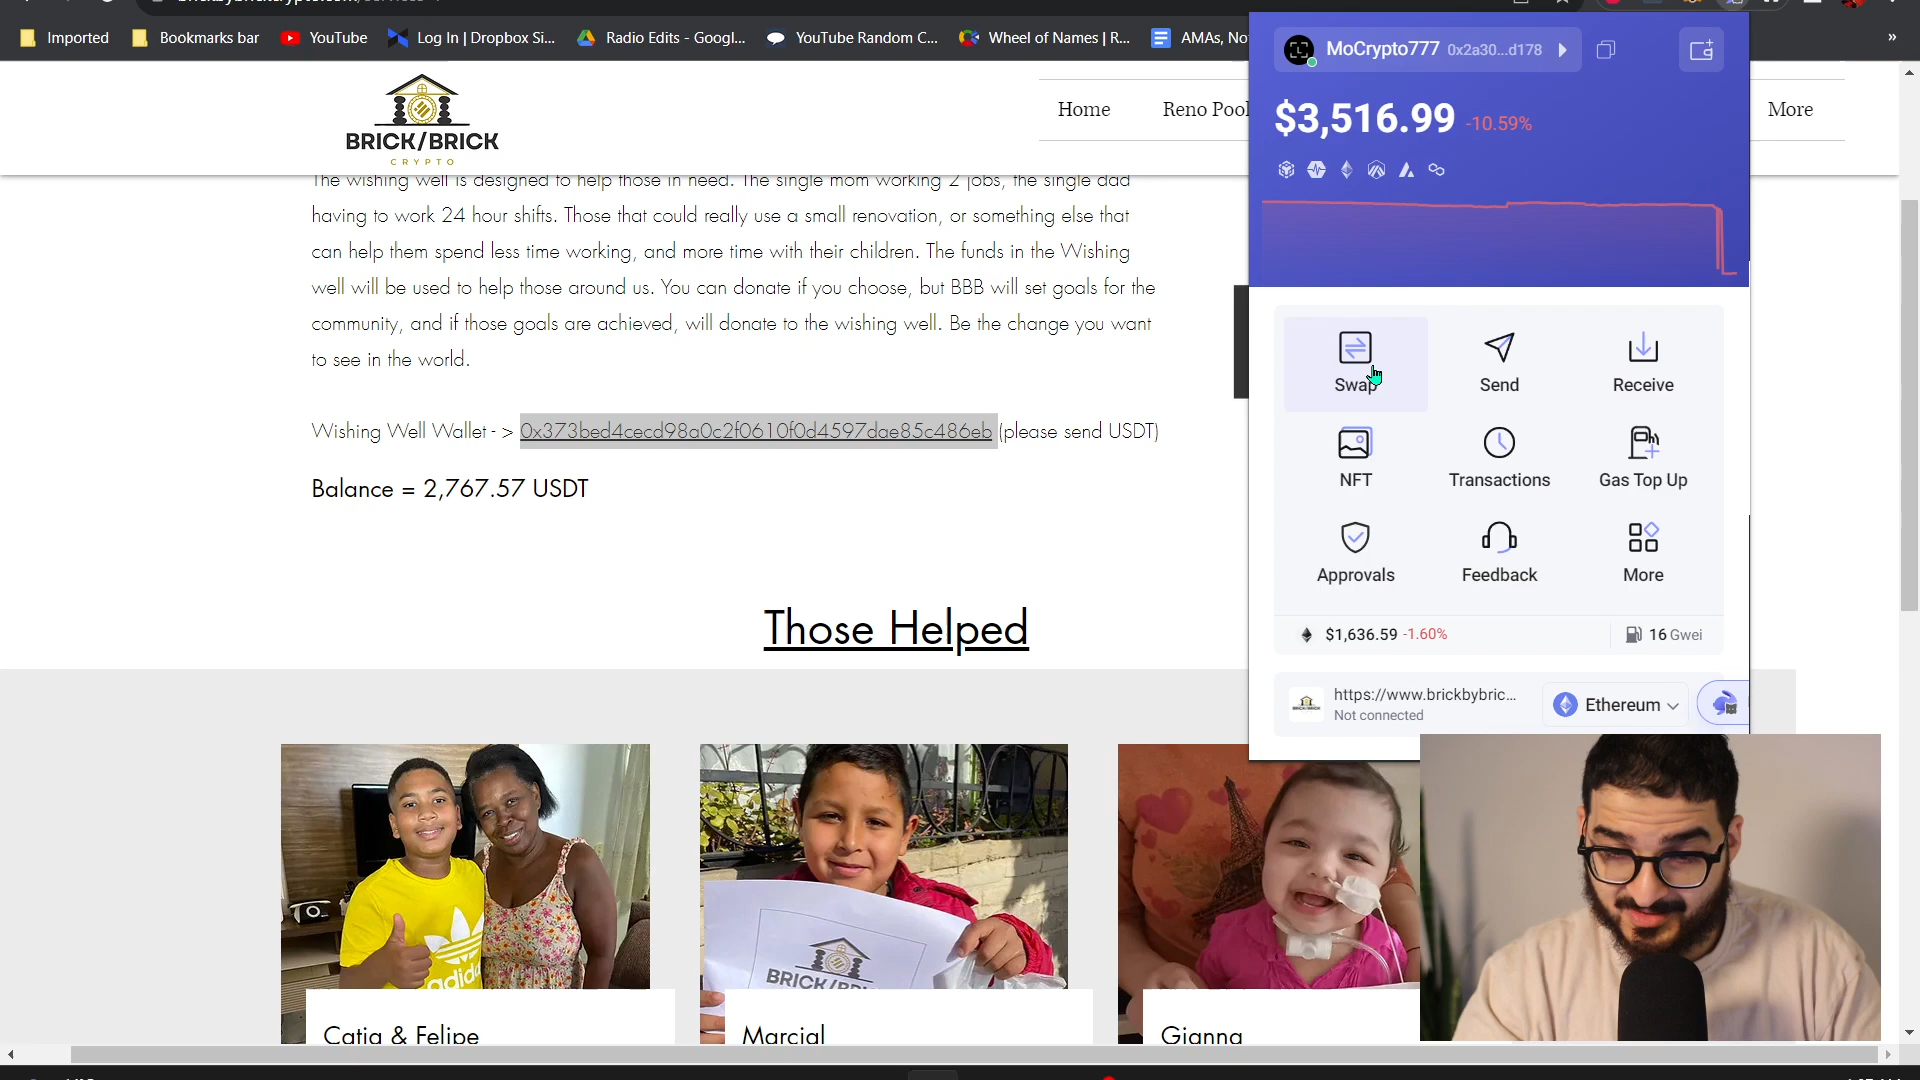 Imported
Bookmarks bar
YouTube
Log In | Dropbox Si...
Radio Edits - Googl...
YouTube Random C...
Wheel of Names | R...
AMAs, No
»
BRICK/BRICK
CRYPTO
Home
Reno Pool
More
The wishing well is designed to help those in need. The single mom working 2 jobs, the single dad
having to work 24 hour shifts. Those that could really use a small renovation, or something else that
can help them spend less time working, and more time with their children. The funds in the Wishing
well will be used to help those around us. You can donate if you choose, but BBB will set goals for the
community, and if those goals are achieved, will donate to the wishing well. Be the change you want
to see in the world.
Wishing Well Wallet - > 0x373bed4cecd98a0c2f0610f0d4597dae85c486eb (please send USDT)
Balance = 2,767.57 USDT
Those Helped
adidas
BRICK/BRI
Catia & Felipe
Marcial
Gianna
MoCrypto777 0x2a30...d178
$3,516.99 -10.59%
Swap
Send
Receive
NFT
Transactions
Gas Top Up
Approvals
Feedback
More
$1,636.59 -1.60%
16 Gwei
https://www.brickbybric...
Not connected
Ethereum